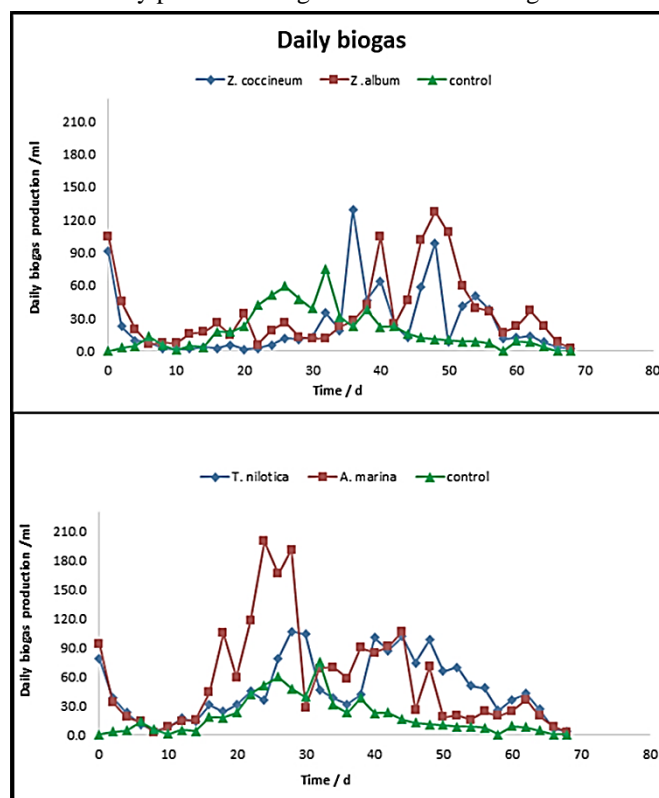 Daily biogas
Z. coccineum Z .album control
Daily biogas production /ml
210.0
180.0
150.0
120.0
90.0
60.0
30.0
0.0
0 10 20 30 40 50 60 70 80
Time / d
T. nilotica A. marina control
Daily biogas production /ml
210.0
180.0
150.0
120.0
90.0
60.0
30.0
0.0
0 10 20 30 40 50 60 70 80
Time / d